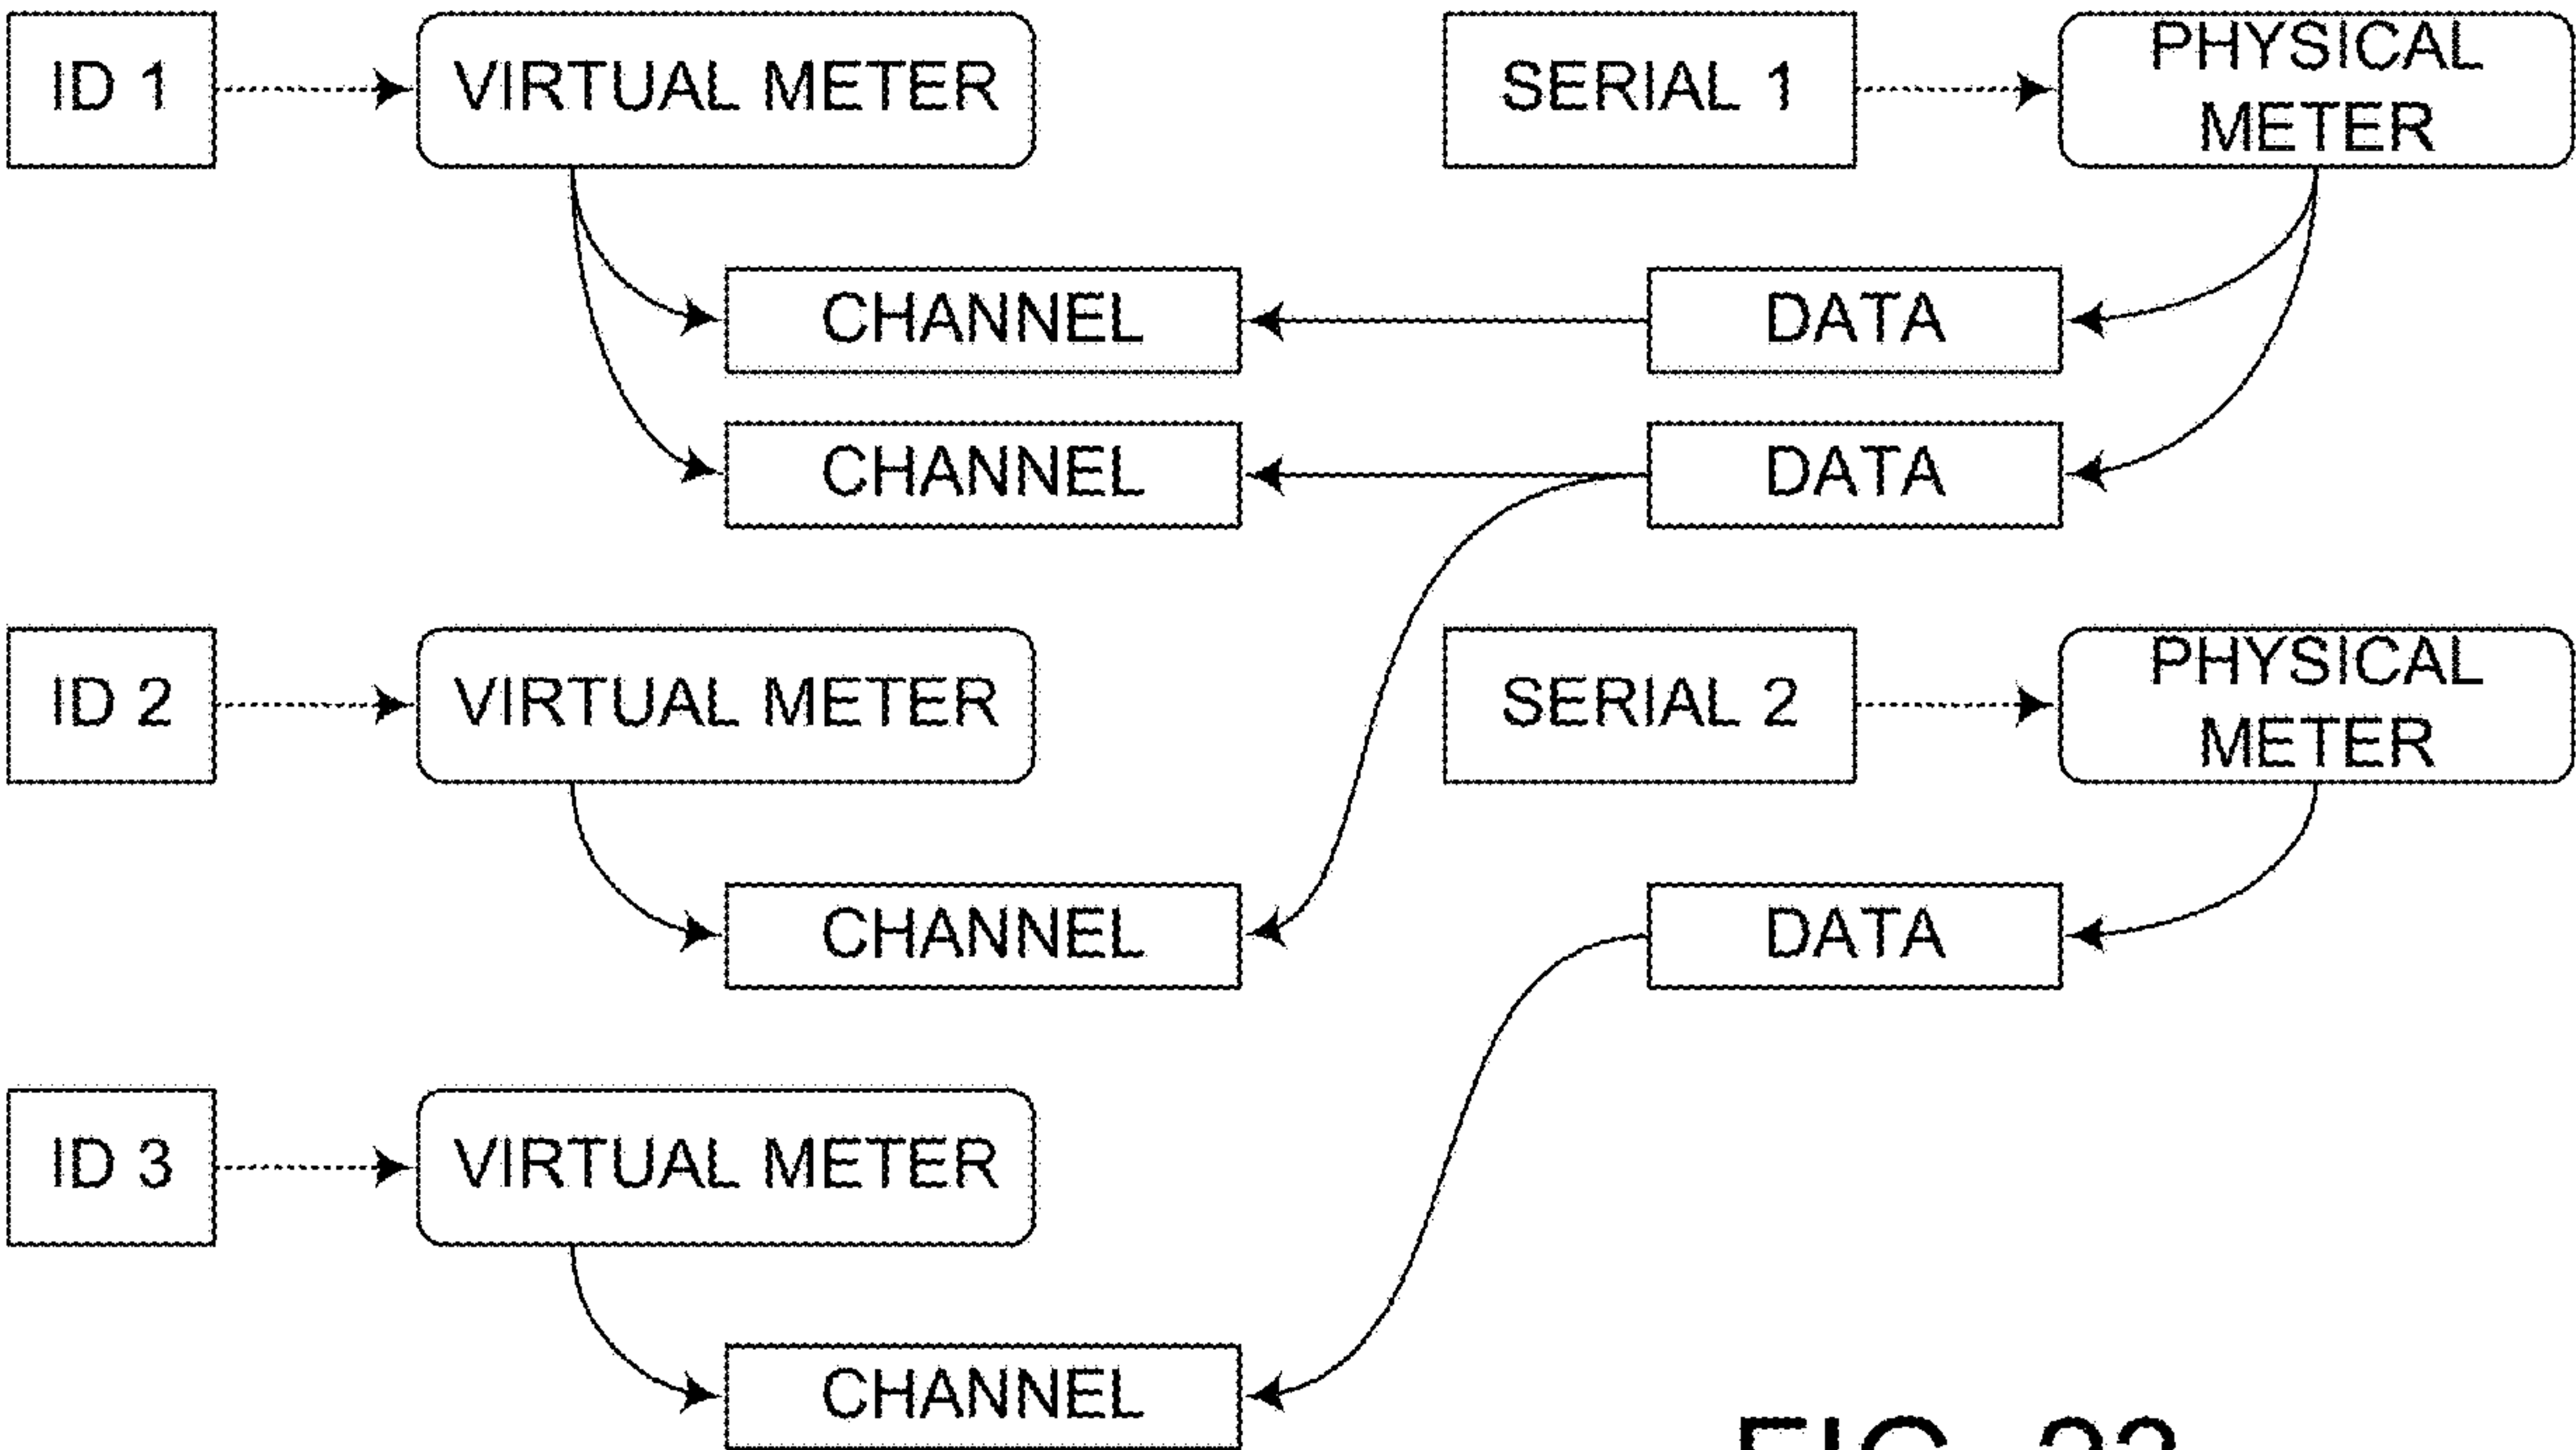 ID 1
VIRTUAL METER
SERIAL 1
PHYSICAL
METER
CHANNEL
DATA
CHANNEL
DATA
ID 2
VIRTUAL METER
SERIAL 2
PHYSICAL
METER
CHANNEL
DATA
ID 3
VIRTUAL METER
CHANNEL